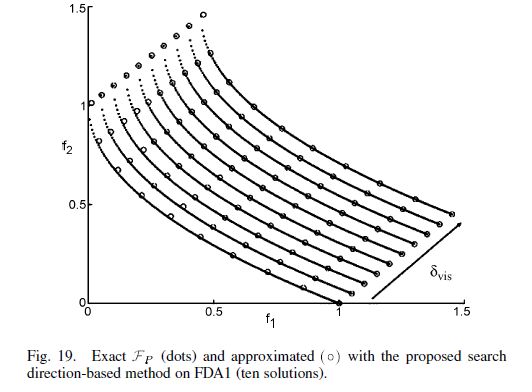 1.5
1
f2
0.5
0
0
0.5
f1
1
1.5
δvis
Fig. 19. Exact ℱP (dots) and approximated (○) with the proposed search
direction-based method on FDA1 (ten solutions).